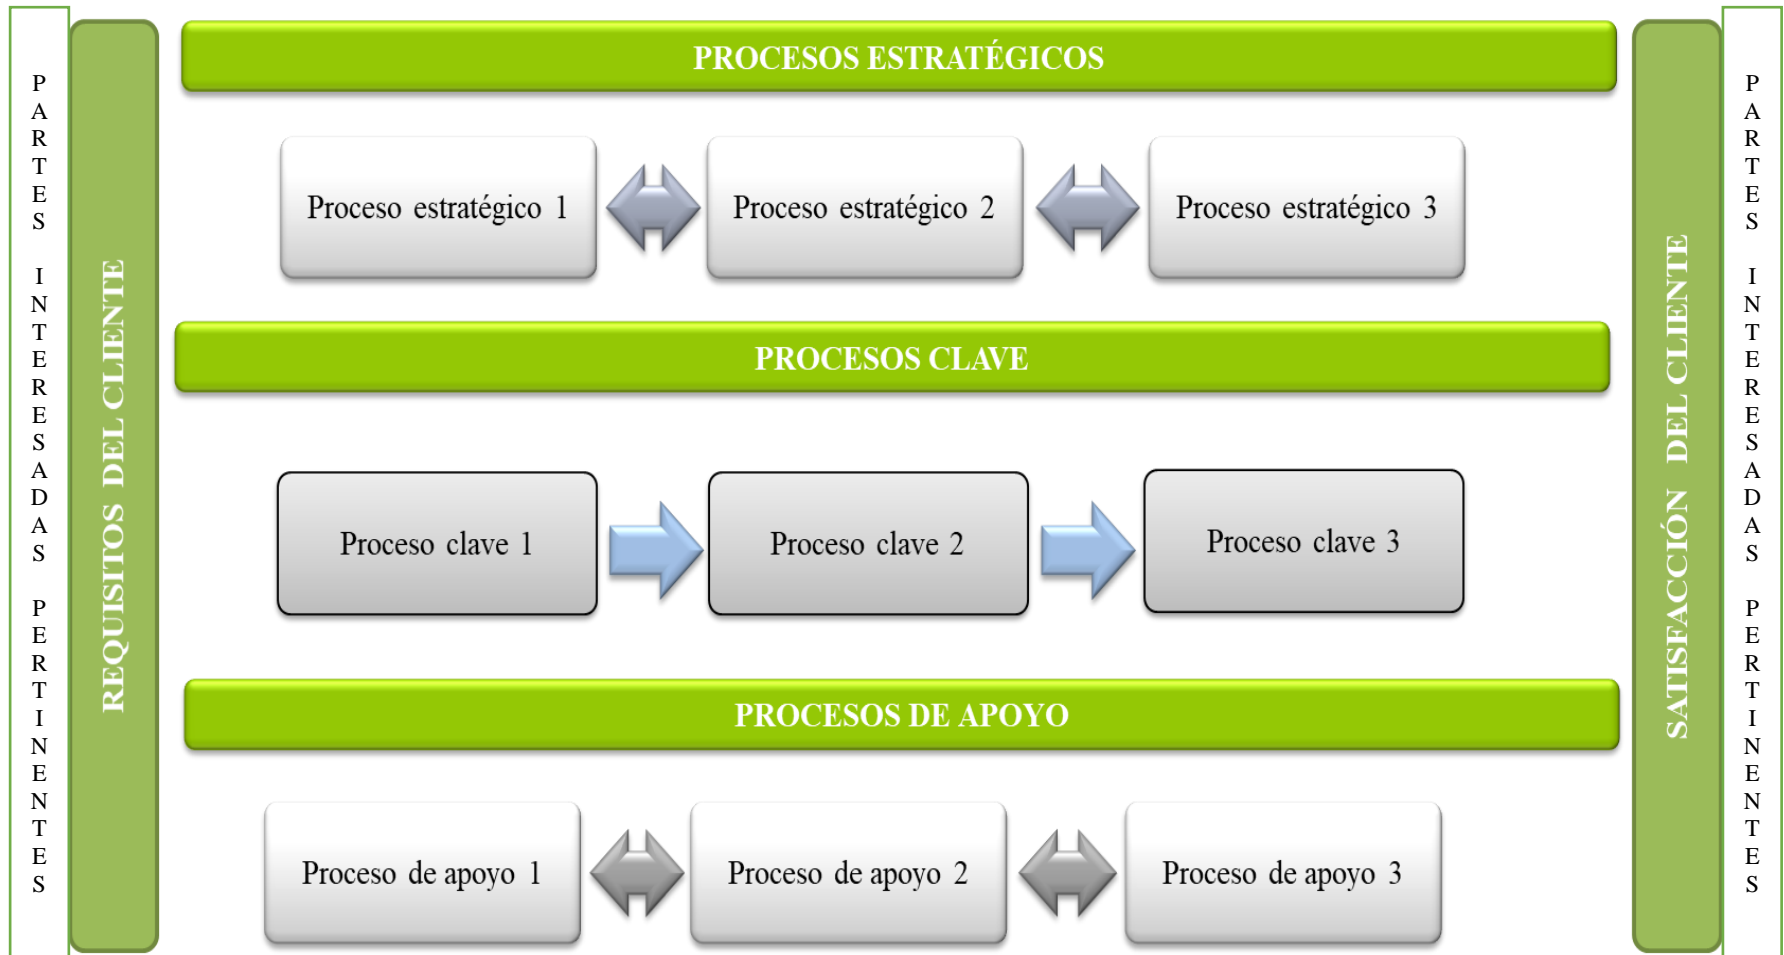 PARTES INTERESADAS PERTINENTES
REQUISITOS DEL CLIENTE
PROCESOS ESTRATÉGICOS
Proceso estratégico 1
Proceso estratégico 2
Proceso estratégico 3
PROCESOS CLAVE
Proceso clave 1
Proceso clave 2
Proceso clave 3
PROCESOS DE APOYO
Proceso de apoyo 1
Proceso de apoyo 2
Proceso de apoyo 3
SATISFACCIÓN DEL CLIENTE
PARTES INTERESADAS PERTINENTES